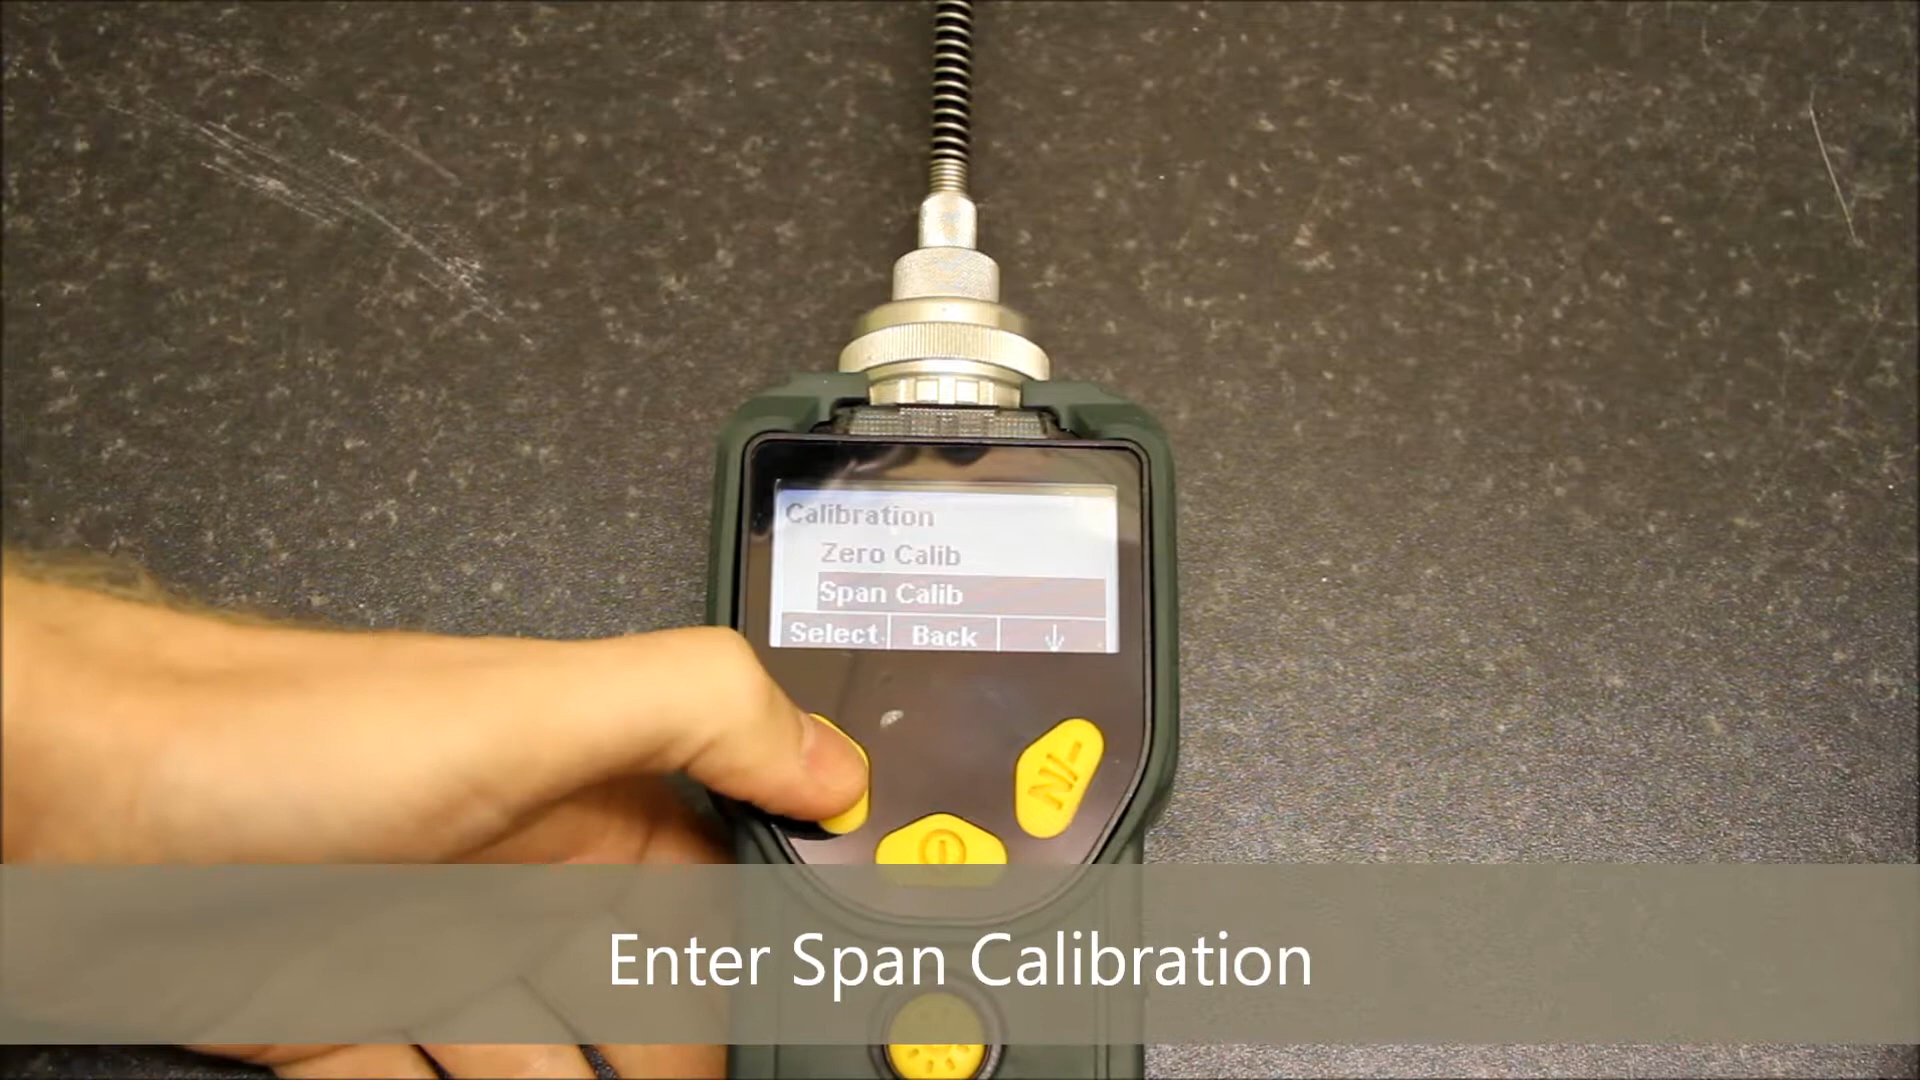 Calibration
Zero Calib
Span Calib
Select Back ↓
N/-
Enter Span Calibration